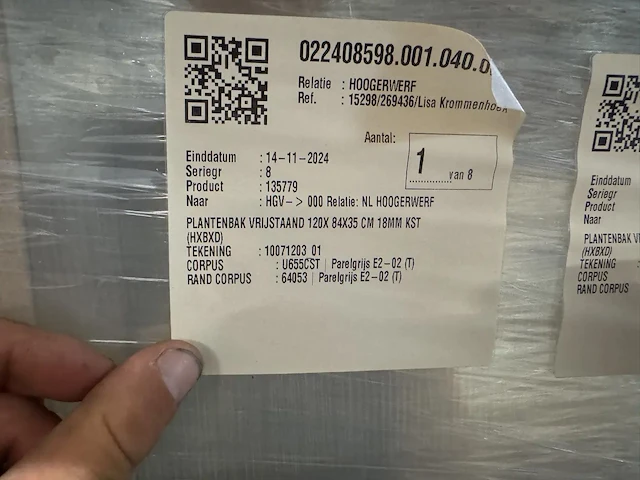 022408598.001.040.0
Relatie : HOOGERWERF
Ref. : 15298/269436/Lisa Krommenhoek
Aantal:
1 van 8
Einddatum : 14-11-2024
Seriegr : 8
Product : 135779
Naar : HGV-> 000 Relatie: NL HOOGERWERF
PLANTENBAK VRIJSTAAND 120X 84X35 CM 18MM KST
(HXBXD)
TEKENING : 10071203 01
CORPUS : U655CST | Parelgrijs E2-02 (T)
RAND CORPUS : 64053 | Parelgrijs E2-02 (T)
Einddatum
Seriegr
Product
Naar
PLANTENBAK
(HXBXD)
TEKENING :
CORPUS
RAND CORPUS